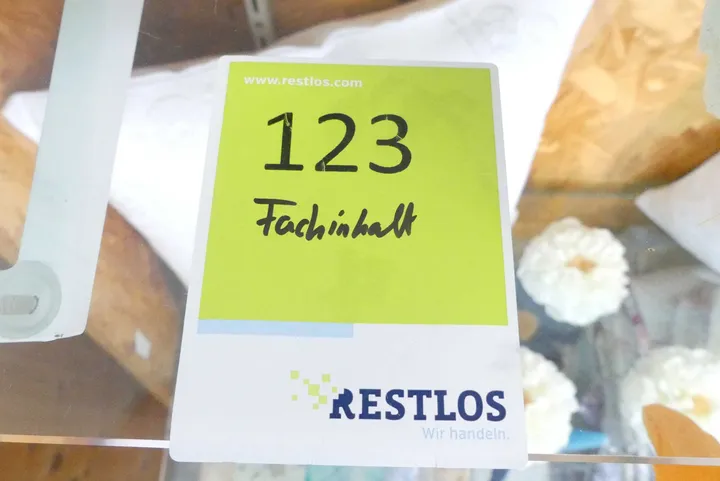 www.restlos.com
123
Fachinhalt
RESTLOS
Wir handeln.